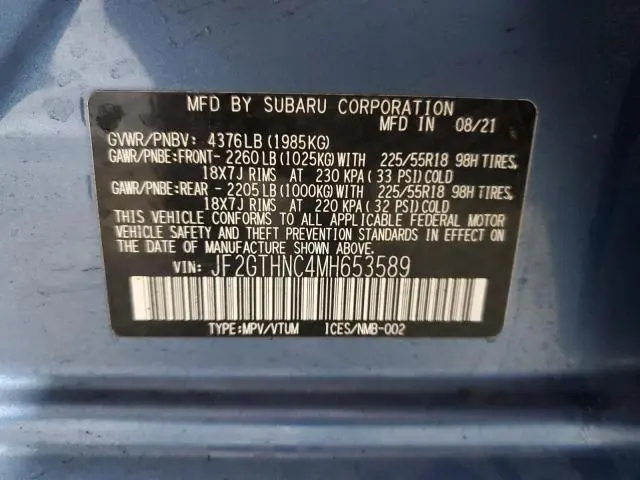 MFD BY SUBARU CORPORATION
MFD IN 08/21
GVWR/PNBV: 4376LB (1985KG)
GAWR/PNBE:FRONT- 2260LB (1025KG) WITH 225/55R18 98H TIRES,
18X7J RIMS AT 230 KPA ( 33 PSI) COLD
GAWR/PNBE:REAR - 2205LB (1000KG) WITH 225/55R18 98H TIRES,
18X7J RIMS AT 220 KPA ( 32 PSI) COLD
THIS VEHICLE CONFORMS TO ALL APPLICABLE FEDERAL MOTOR
VEHICLE SAFETY AND THEFT PREVENTION STANDARDS IN EFFECT ON
THE DATE OF MANUFACTURE SHOWN ABOVE.
VIN: JF2GTHNC4MH653589
TYPE:MPV/VTUM ICES/NMB-002